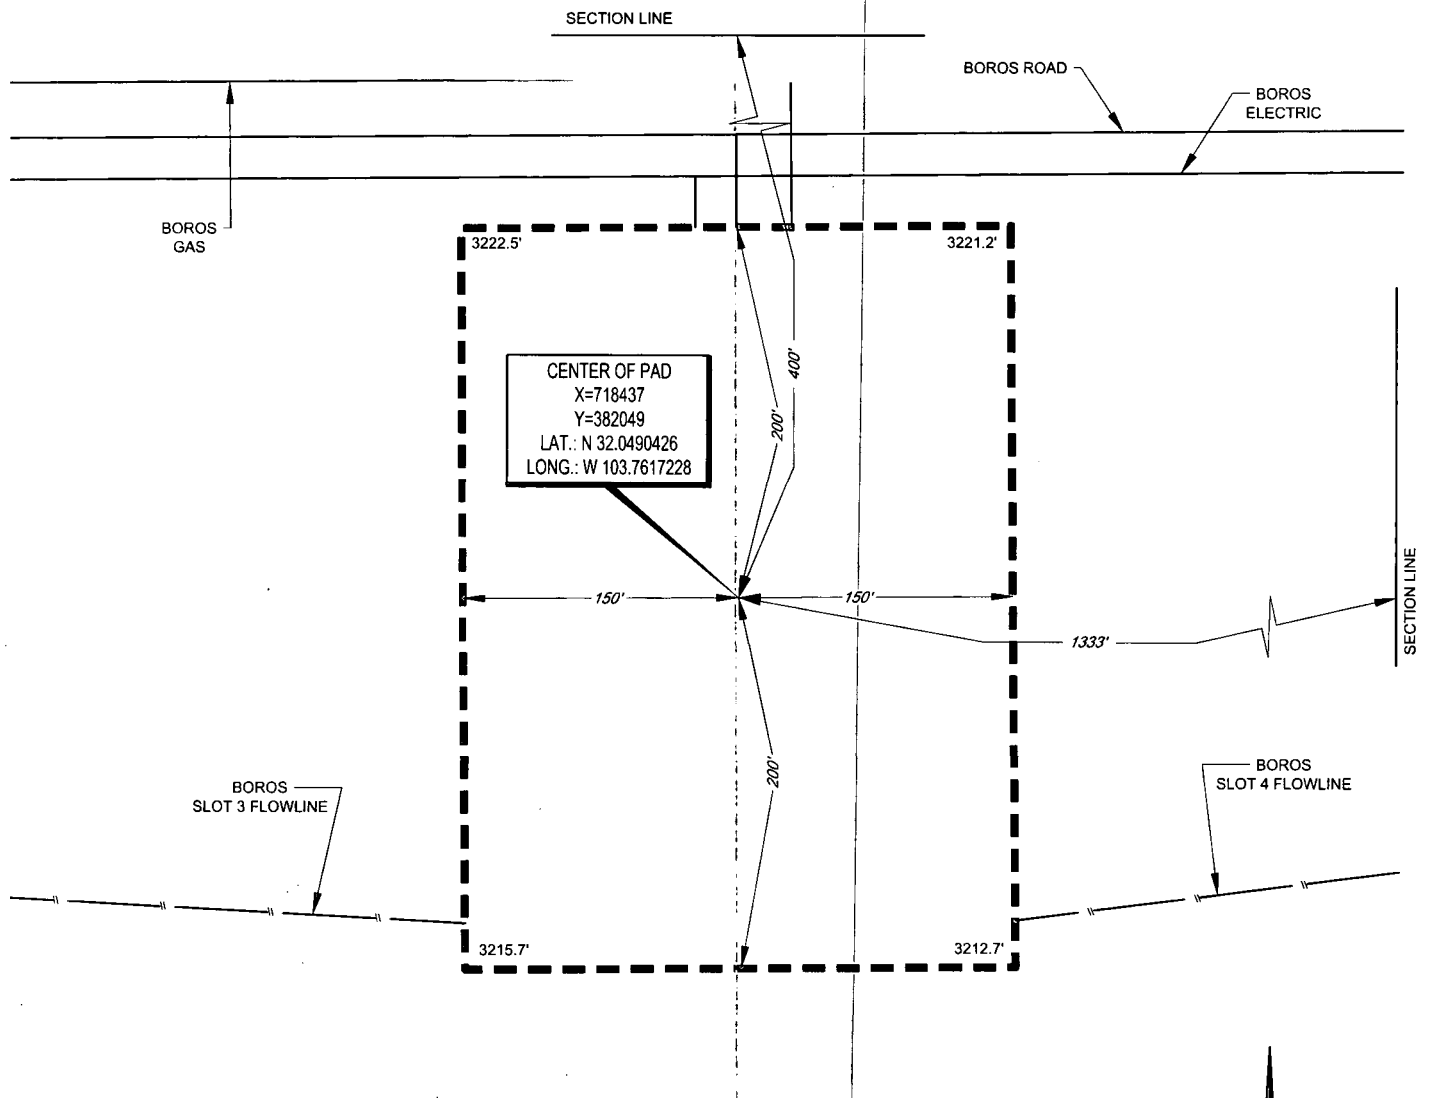 SECTION LINE
BOROS ROAD
BOROS
ELECTRIC
BOROS
GAS
3222.5'
3221.2'
CENTER OF PAD
X=718437
Y=382049
LAT.: N 32.0490426
LONG.: W 103.7617228
400'
200'
150'
150'
1333'
SECTION LINE
200'
BOROS
SLOT 3 FLOWLINE
BOROS
SLOT 4 FLOWLINE
3215.7'
3212.7'